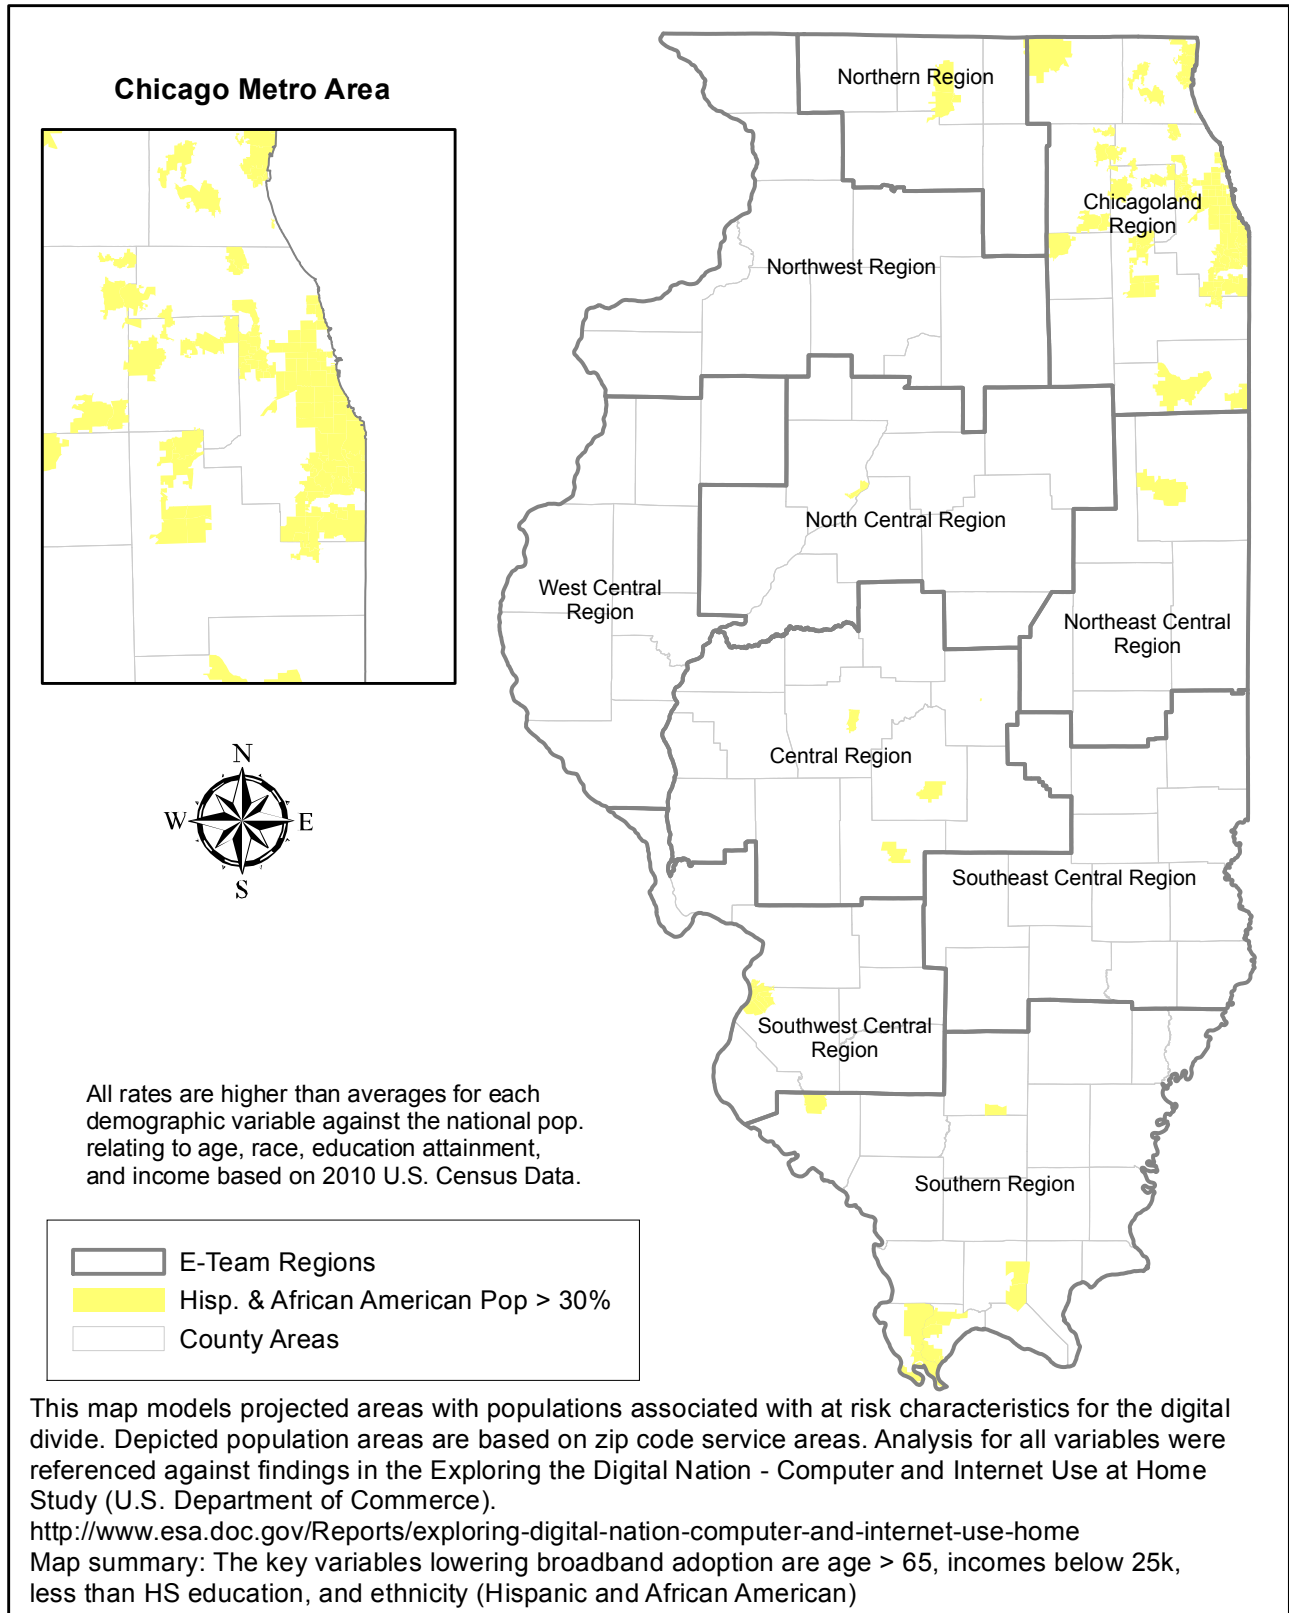 Chicago Metro Area
Northern Region
Chicagoland
Region
Northwest Region
North Central Region
West Central
Region
Northeast Central
Region
Central Region
Southeast Central Region
Southwest Central
Region
Southern Region
N
W
E
S
All rates are higher than averages for each
demographic variable against the national pop.
relating to age, race, education attainment,
and income based on 2010 U.S. Census Data.
E-Team Regions
Hisp. & African American Pop > 30%
County Areas
This map models projected areas with populations associated with at risk characteristics for the digital
divide. Depicted population areas are based on zip code service areas. Analysis for all variables were
referenced against findings in the Exploring the Digital Nation - Computer and Internet Use at Home
Study (U.S. Department of Commerce).
http://www.esa.doc.gov/Reports/exploring-digital-nation-computer-and-internet-use-home
Map summary: The key variables lowering broadband adoption are age > 65, incomes below 25k,
less than HS education, and ethnicity (Hispanic and African American)